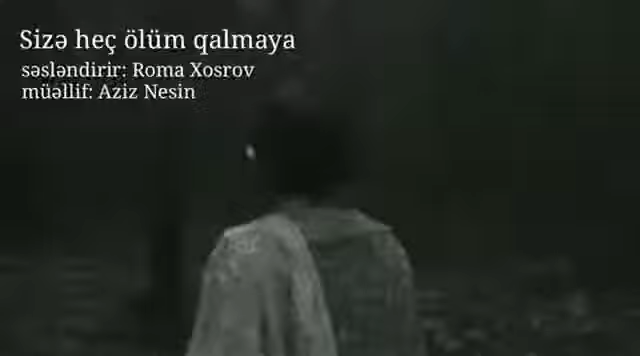 Sizə heç ölüm qalmaya
səsləndirir: Roma Xosrov
müəllif: Aziz Nesin